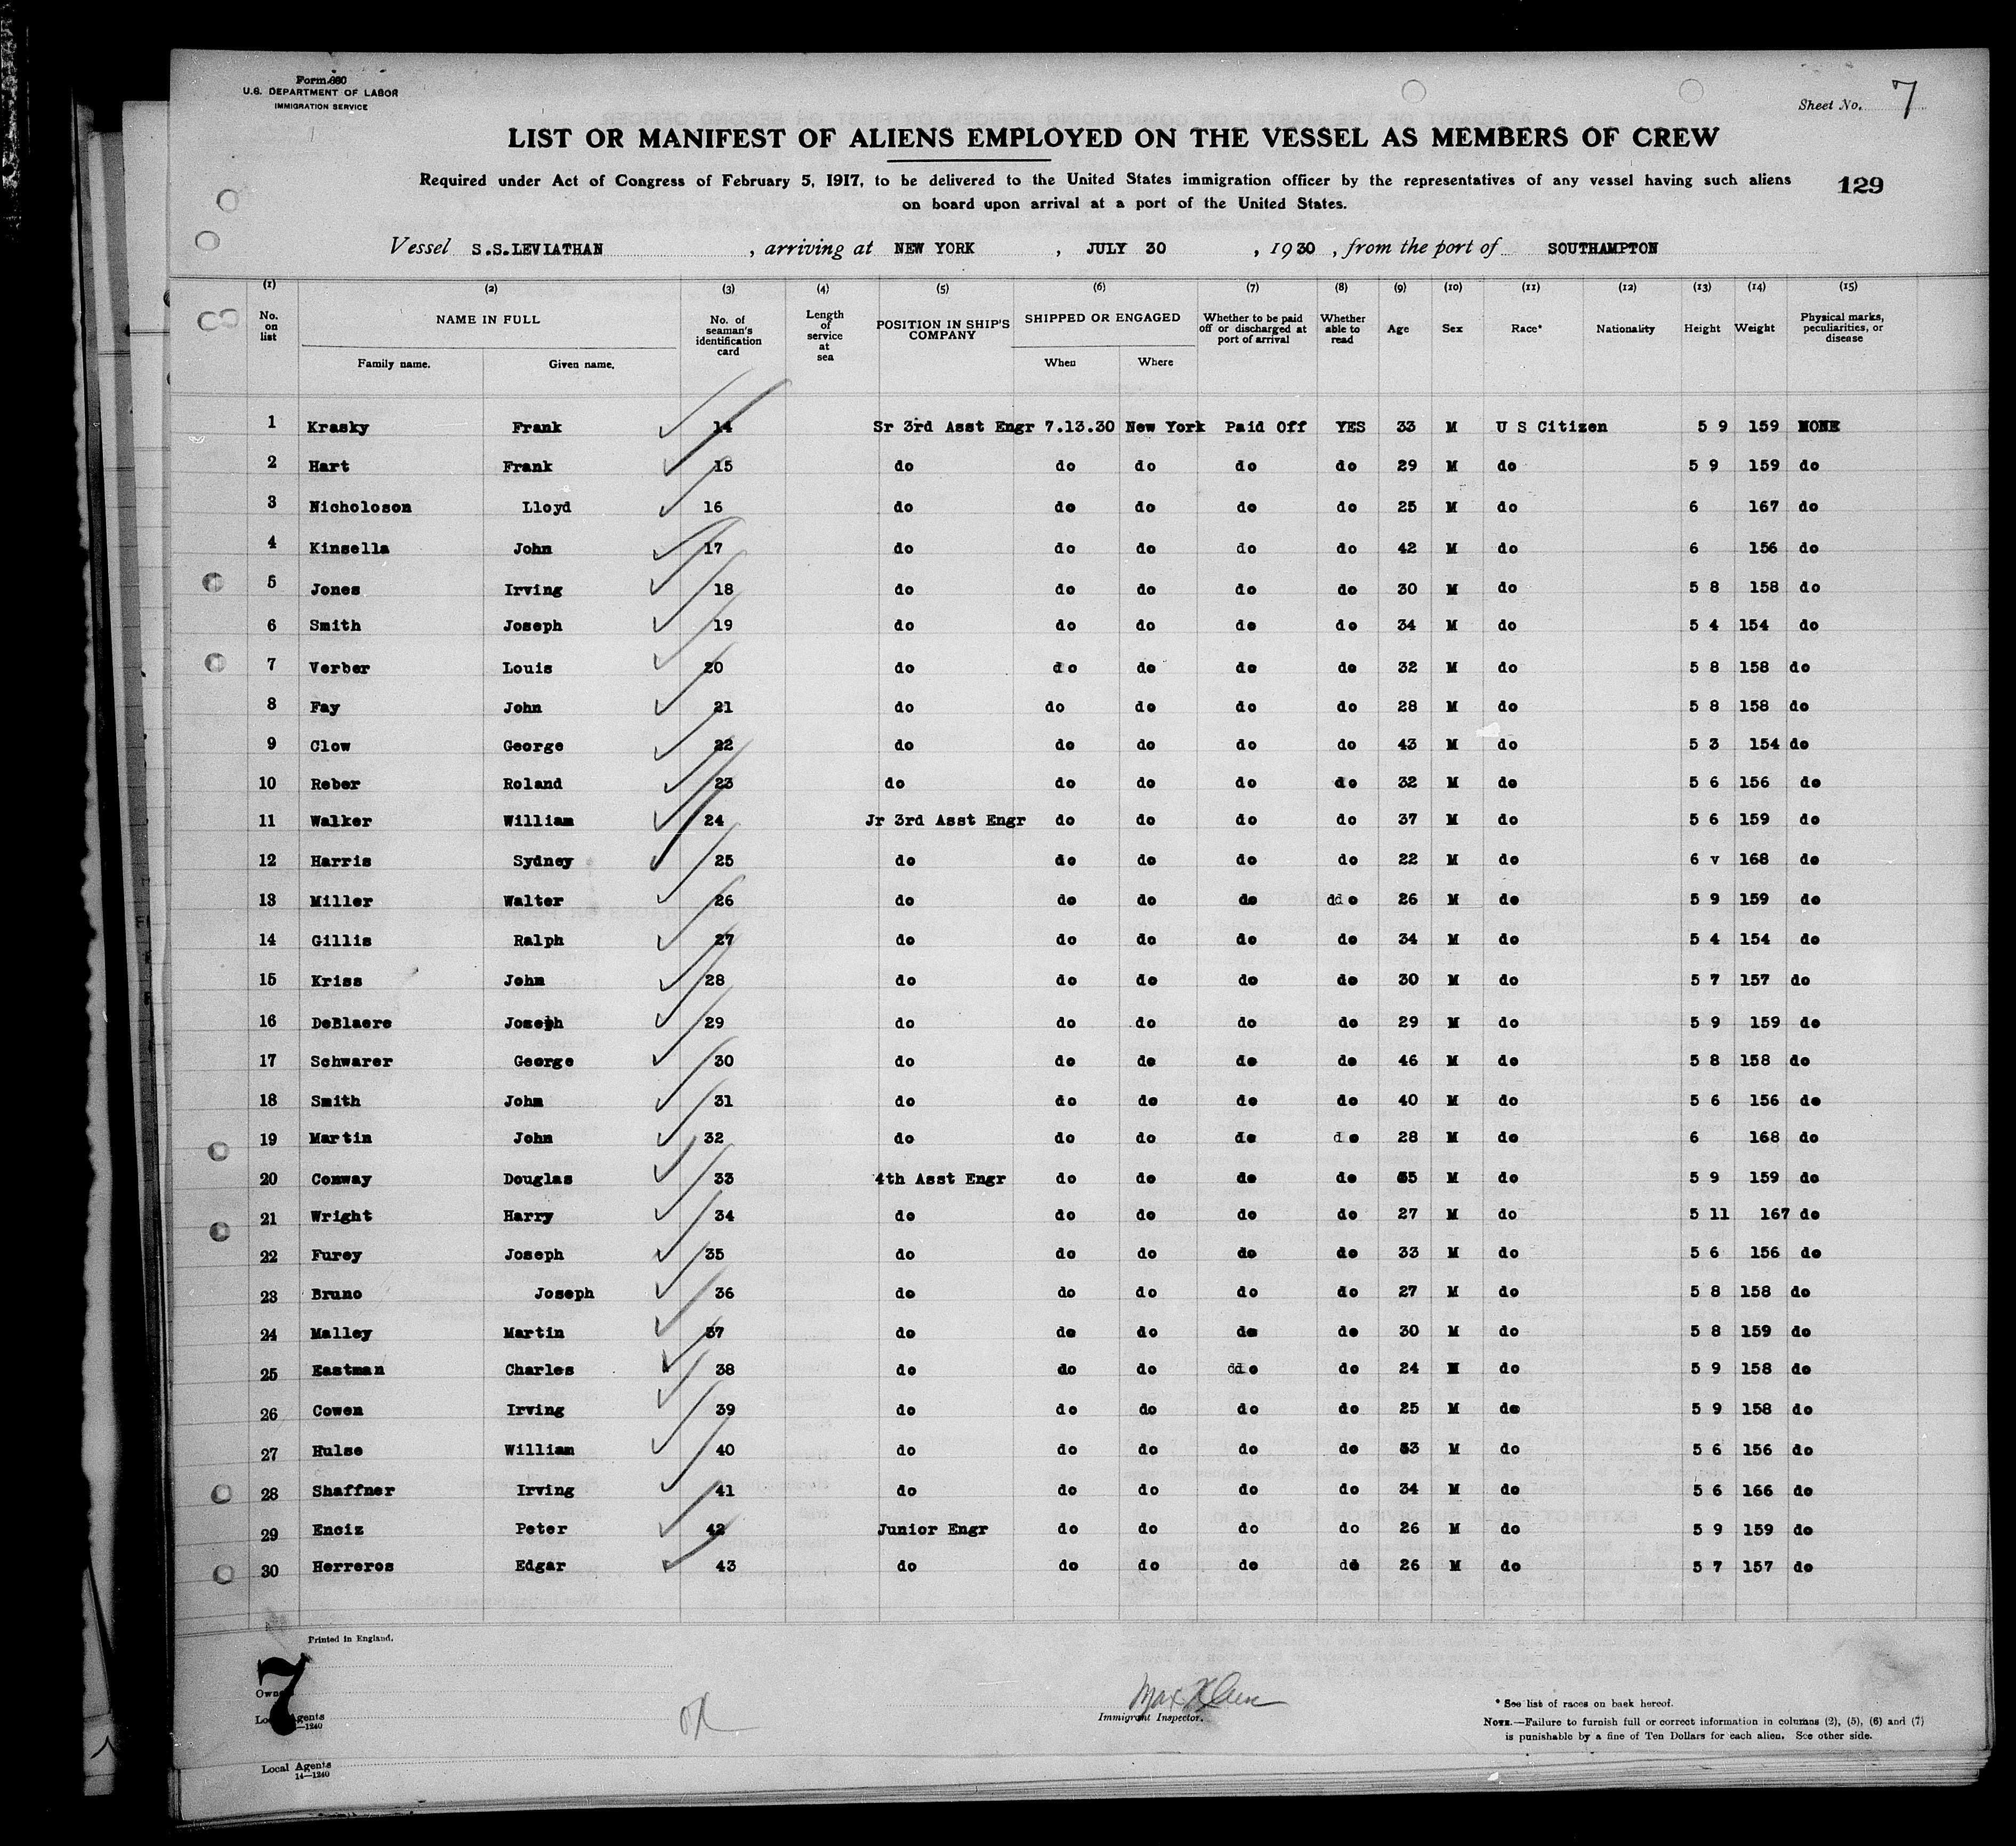 Form 680
U.S. DEPARTMENT OF LABOR
IMMIGRATION SERVICE
Sheet No. 7
LIST OR MANIFEST OF ALIENS EMPLOYED ON THE VESSEL AS MEMBERS OF CREW
Required under Act of Congress of February 5, 1917, to be delivered to the United States immigration officer by the representatives of any vessel having such aliens
on board upon arrival at a port of the United States.
129
Vessel S.S.LEVIATHAN, arriving at NEW YORK, JULY 30, 1930, from the port of SOUTHAMPTON
(1) (2) (3) (4) (5) (6) (7) (8) (9) (10) (11) (12) (13) (14) (15)
No. on list NAME IN FULL Family name. Given name. No. of seaman's identification card Length of service at sea POSITION IN SHIP'S COMPANY SHIPPED OR ENGAGED When Where Whether to be paid off or discharged at port of arrival Whether able to read Age Sex Race* Nationality Height Weight Physical marks, peculiarities, or disease
1 Krasky Frank 14 Sr 3rd Asst Engr 7.13.30 New York Paid Off YES 33 M U S Citizen 5 9 159 NONE
2 Hart Frank 15 do do do do do 29 M do 5 9 159 do
3 Nicholoson Lloyd 16 do do do do do 25 M do 6 167 do
4 Kinsella John 17 do do do do do 42 M do 6 156 do
5 Jones Irving 18 do do do do do 30 M do 5 8 158 do
6 Smith Joseph 19 do do do do do 34 M do 5 4 154 do
7 Verber Louis 20 do do do do do 32 M do 5 8 158 do
8 Fay John 21 do do do do do 28 M do 5 8 158 do
9 Clow George 22 do do do do do 43 M do 5 3 154 do
10 Reber Roland 23 do do do do do 32 M do 5 6 156 do
11 Walker William 24 Jr 3rd Asst Engr do do do do 37 M do 5 6 159 do
12 Harris Sydney 25 do do do do do 22 M do 6 v 168 do
13 Miller Walter 26 do do do do ddo 26 M do 5 9 159 do
14 Gillis Ralph 27 do do do do do 34 M do 5 4 154 do
15 Kriss John 28 do do do do do 30 M do 5 7 157 do
16 DeBlaere Joseph 29 do do do do do 29 M do 5 9 159 do
17 Schwarer George 30 do do do do do 46 M do 5 8 158 do
18 Smith John 31 do do do do do 40 M do 5 6 156 do
19 Martin John 32 do do do do do 28 M do 6 168 do
20 Conway Douglas 33 4th Asst Engr do do do do 35 M do 5 9 159 do
21 Wright Harry 34 do do do do do 27 M do 5 11 167 do
22 Furey Joseph 35 do do do do do 33 M do 5 6 156 do
23 Bruno Joseph 36 do do do do do 27 M do 5 8 158 do
24 Malley Martin 37 do do do do do 30 M do 5 8 159 do
25 Eastman Charles 38 do do do ddo do 24 M do 5 9 158 do
26 Cowen Irving 39 do do do do do 25 M do 5 9 158 do
27 Hulse William 40 do do do do do 53 M do 5 6 156 do
28 Shaffner Irving 41 do do do do do 34 M do 5 6 166 do
29 Enciz Peter 42 Junior Engr do do do do 26 M do 5 9 159 do
30 Herreros Edgar 43 do do do do do 26 M do 5 7 157 do
Printed in England.
7
Agents
1240
Max Klein
Immigrant Inspector.
* See list of races on back hereof.
NOTE.—Failure to furnish full or correct information in columns (2), (5), (6) and (7)
is punishable by a fine of Ten Dollars for each alien. See other side.
Local Agents
14—1240